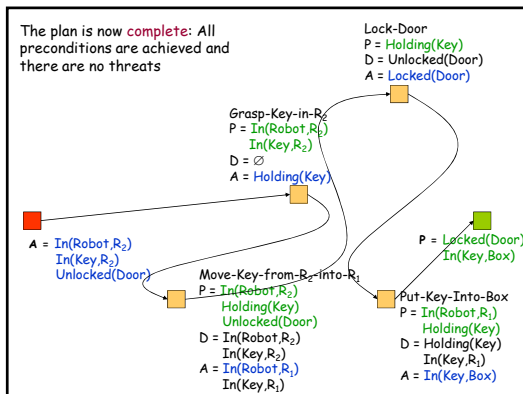 The plan is now complete: All
preconditions are achieved and
there are no threats
Lock-Door
P = Holding(Key)
D = Unlocked(Door)
A = Locked(Door)
Grasp-Key-in-R₂
P = In(Robot,R₂)
In(Key,R₂)
D = ∅
A = Holding(Key)
A = In(Robot,R₂)
In(Key,R₂)
Unlocked(Door)
P = Locked(Door)
In(Key,Box)
Move-Key-from-R₂-into-R₁
P = In(Robot,R₂)
Holding(Key)
Unlocked(Door)
D = In(Robot,R₂)
In(Key,R₂)
A = In(Robot,R₁)
In(Key,R₁)
Put-Key-Into-Box
P = In(Robot,R₁)
Holding(Key)
D = Holding(Key)
In(Key,R₁)
A = In(Key,Box)